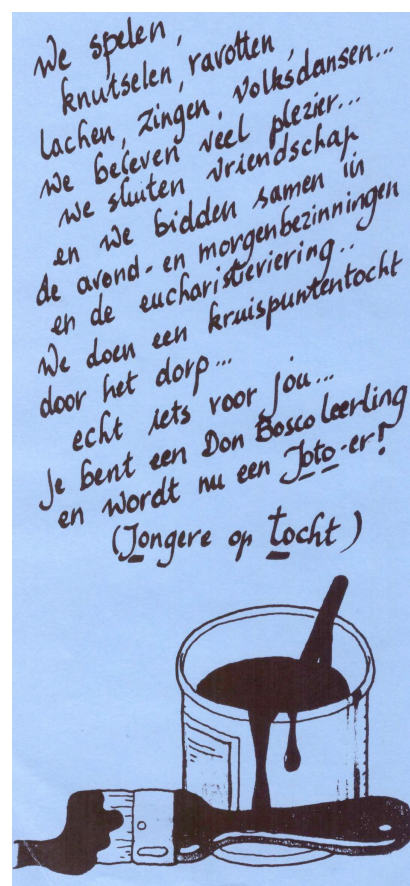 We spelen,
knutselen, ravotten,
lachen, zingen, volksdansen...
we beleven veel plezier...
we sluiten vriendschap
en we bidden samen in
de avond- en morgenbezinningen
en de eucharistieviering..
We doen een kruispuntentocht
door het dorp...
echt iets voor jou...
Je bent een Don Bosco leerling
en wordt nu een Joto-er!
(Jongere op tocht)